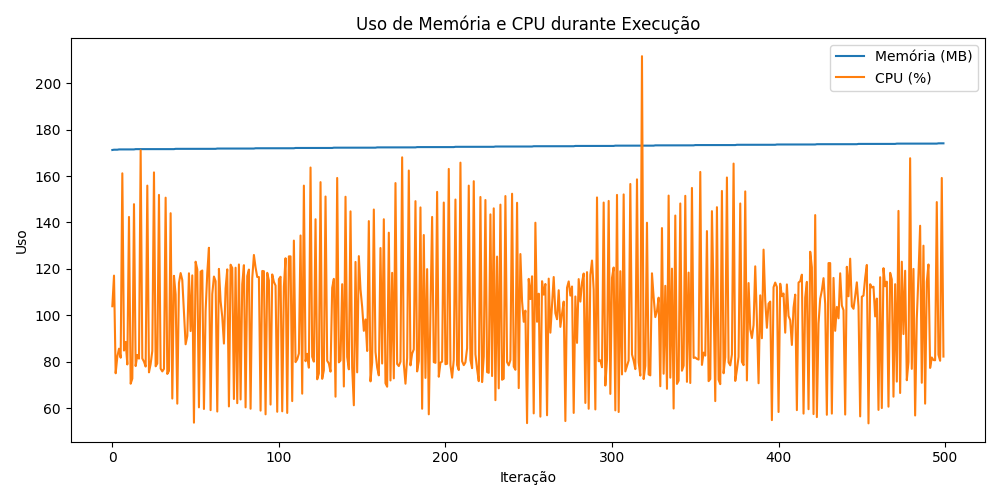 Uso de Memória e CPU durante Execução
Memória (MB)
CPU (%)
Uso
200
180
160
140
120
100
80
60
0
100
200
300
400
500
Iteração